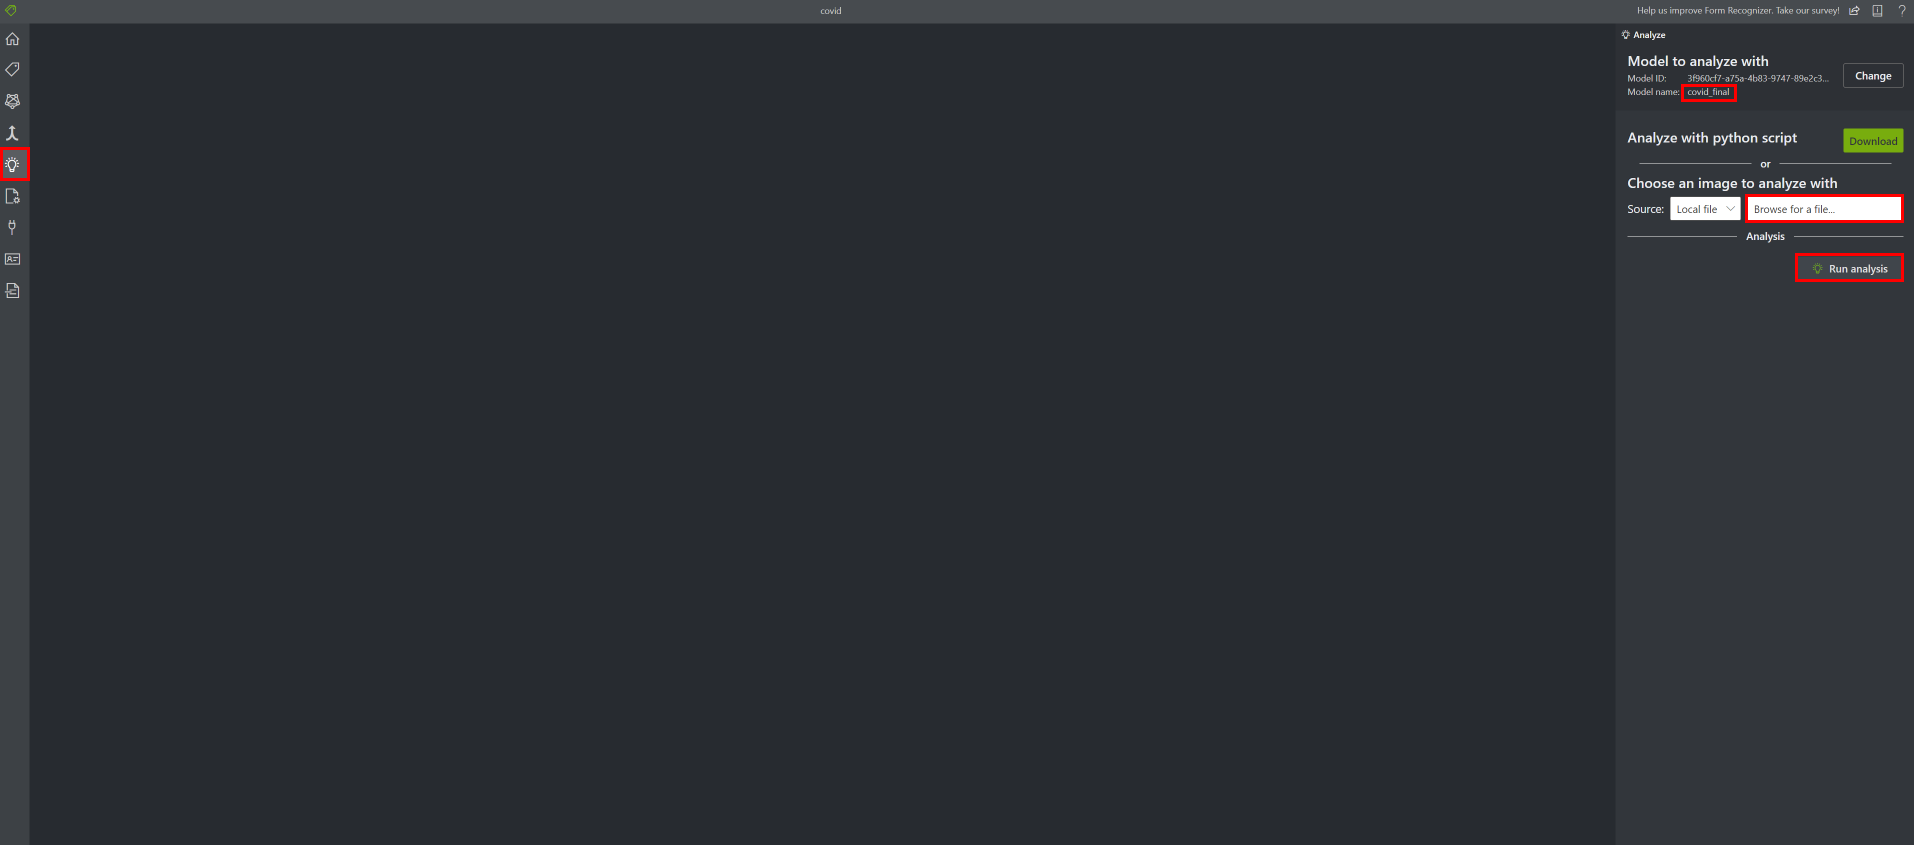 covid
Help us improve Form Recognizer. Take our survey!
Analyze
Model to analyze with
Model ID: 3f960cf7-a75a-4b83-9747-89e2c3...
Change
Model name: covid_final
Analyze with python script
Download
or
Choose an image to analyze with
Source: Local file Browse for a file...
Analysis
Run analysis